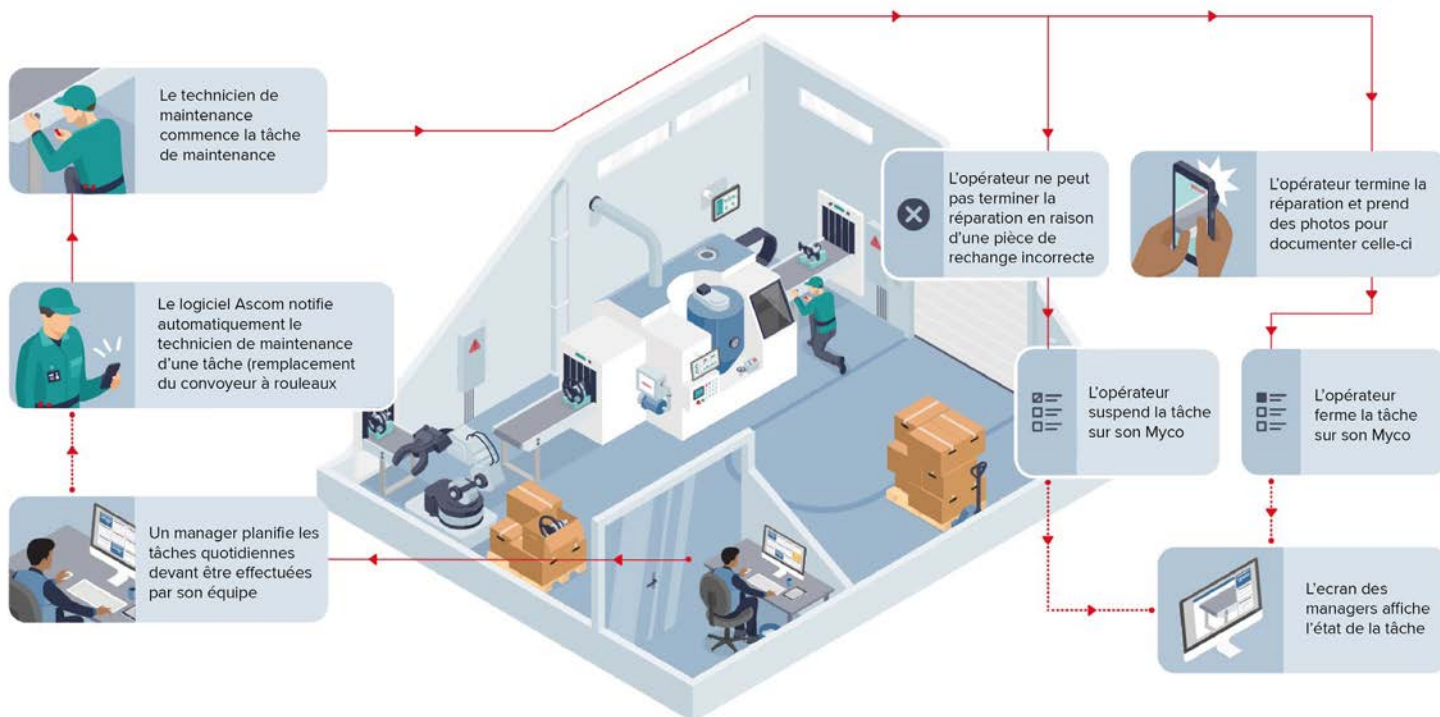 Le technicien de
maintenance
commence la tâche
de maintenance
Le logiciel Ascom notifie
automatiquement le
technicien de maintenance
d'une tâche (remplacement
du convoyeur à rouleaux
Un manager planifie les
tâches quotidiennes
devant être effectuées
par son équipe
L'opérateur ne peut
pas terminer la
réparation en raison
d'une pièce de
rechange incorrecte
L'opérateur termine la
réparation et prend
des photos pour
documenter celle-ci
L'opérateur
suspend la tâche
sur son Myco
L'opérateur
ferme la tâche
sur son Myco
L'ecran des
managers affiche
l'état de la tâche